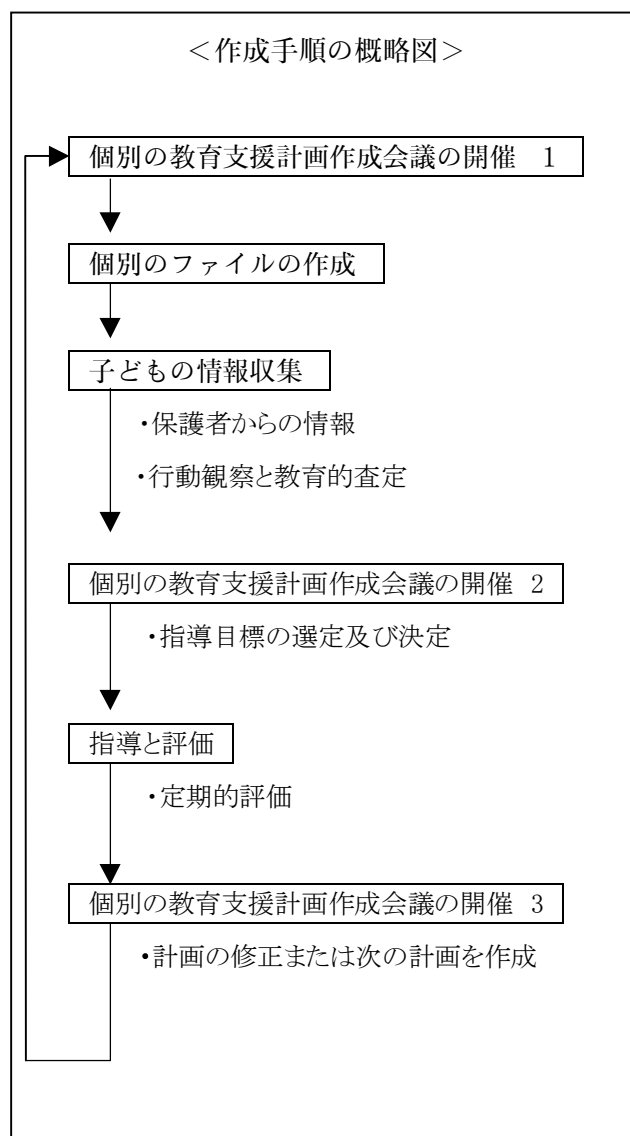 ＜作成手順の概略図＞
個別の教育支援計画作成会議の開催 1
個別のファイルの作成
子どもの情報収集
・保護者からの情報
・行動観察と教育的査定
個別の教育支援計画作成会議の開催 2
・指導目標の選定及び決定
指導と評価
・定期的評価
個別の教育支援計画作成会議の開催 3
・計画の修正または次の計画を作成